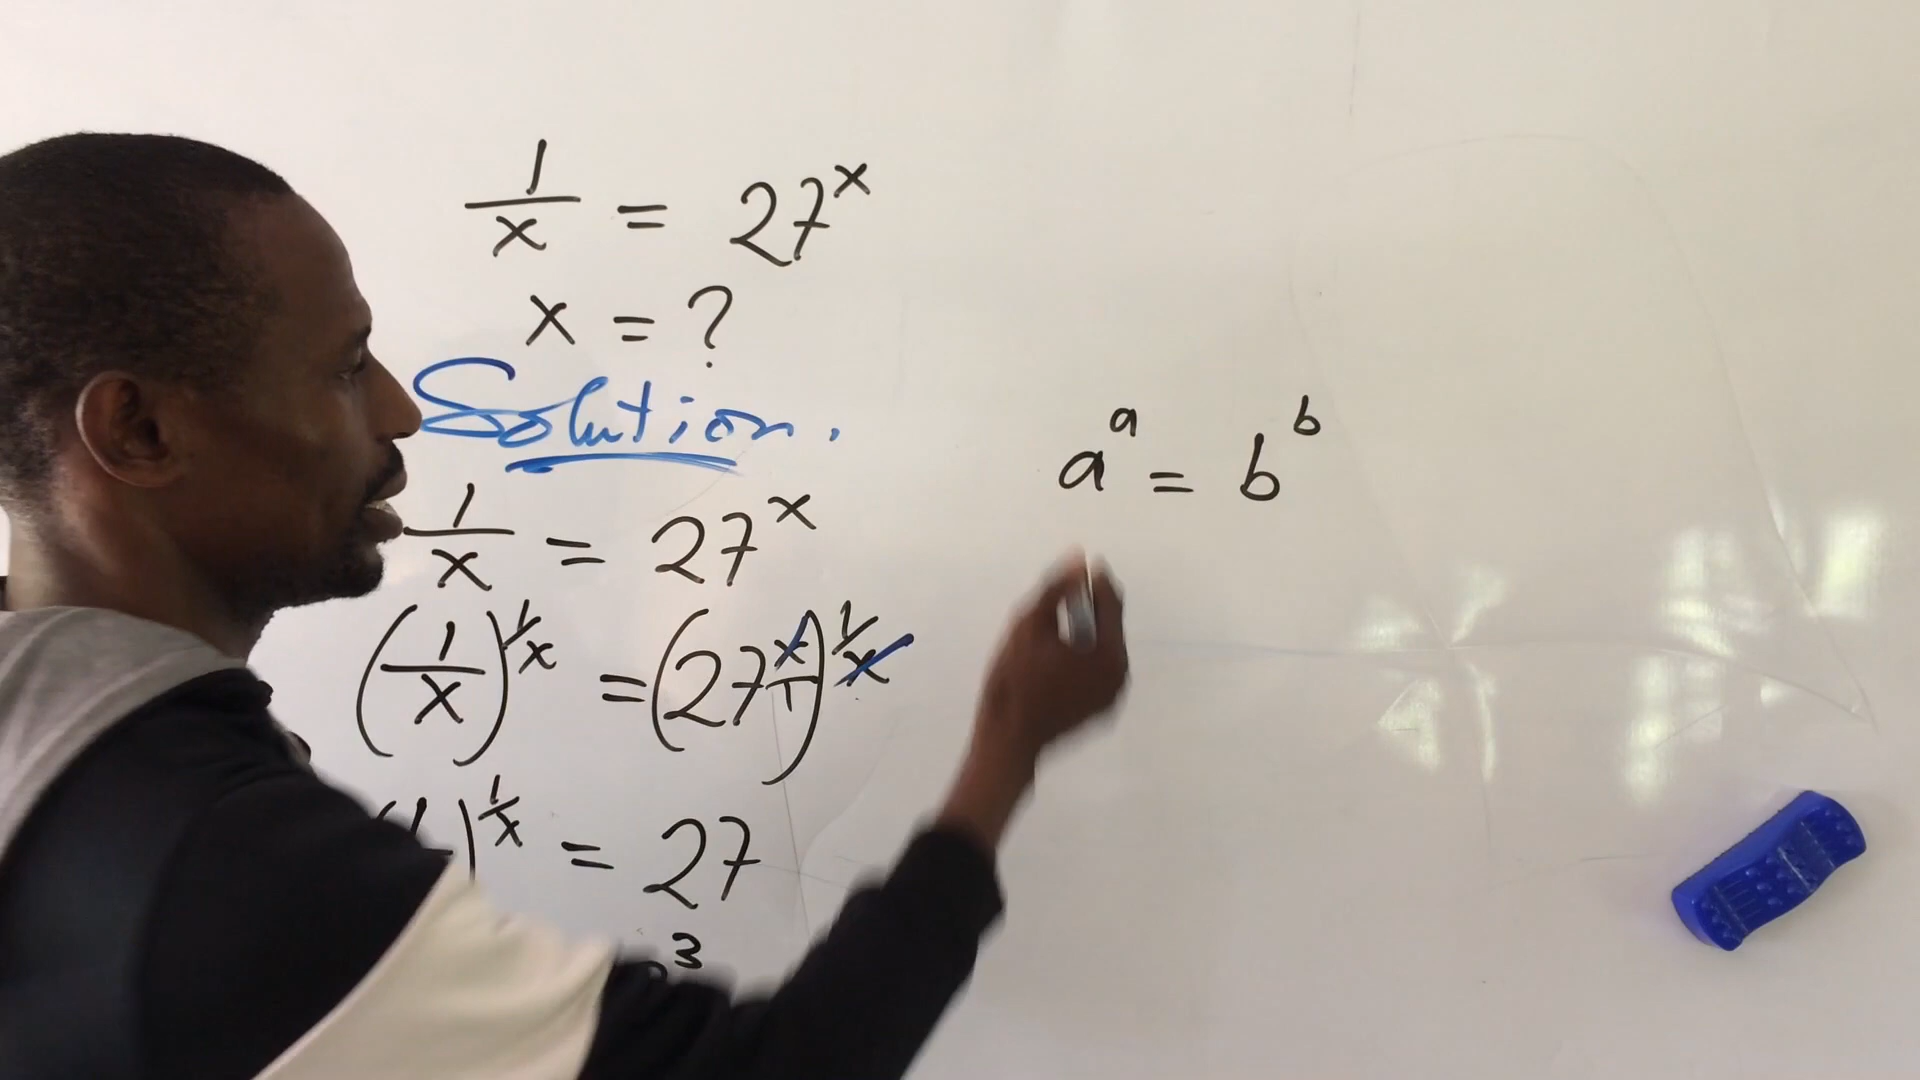 1/x = 27^x
x = ?
Solution.
1/x = 27^x
(1/x)^1/x = (27^x/1)^1/x
)^1/x = 27
3
a^a = b^b